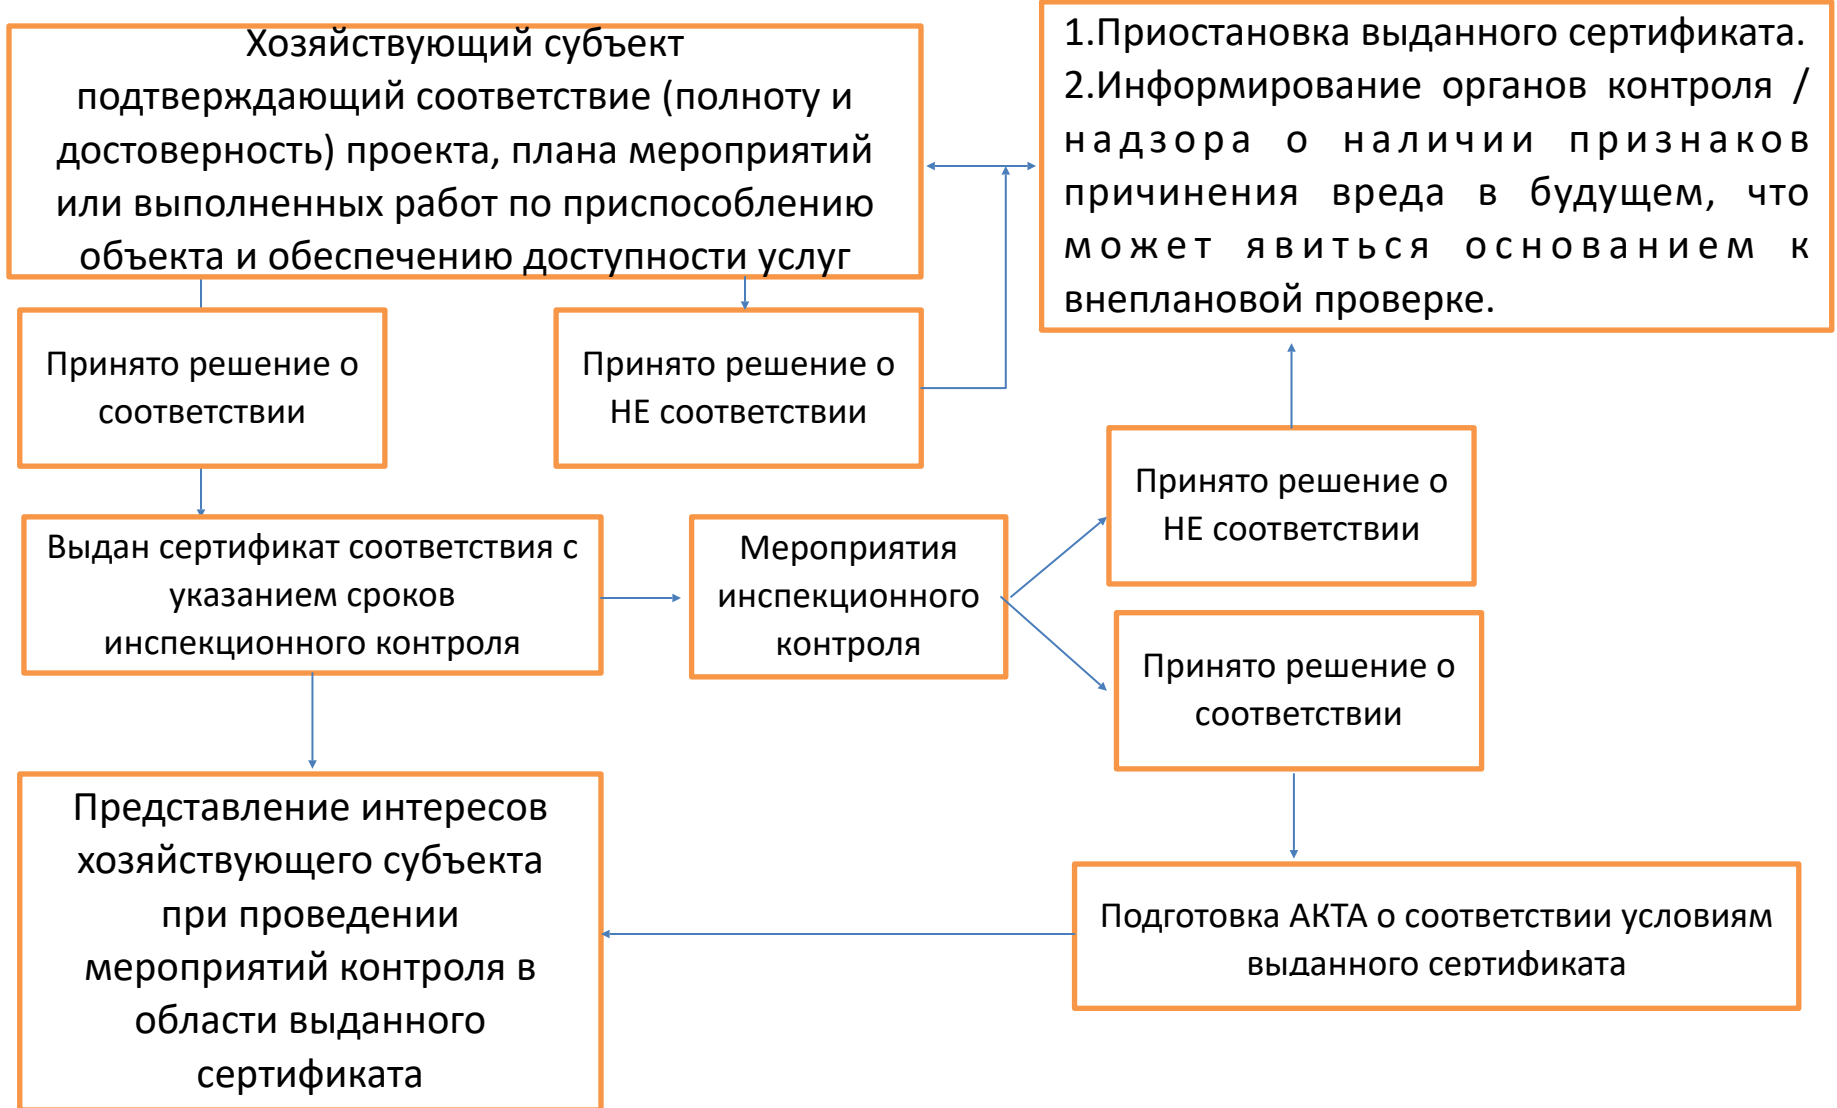 Хозяйствующий субъект
подтверждающий соответствие (полноту и
достоверность) проекта, плана мероприятий
или выполненных работ по приспособлению
объекта и обеспечению доступности услуг
1.Приостановка выданного сертификата.
2.Информирование органов контроля /
надзора о наличии признаков
причинения вреда в будущем, что
может явиться основанием к
внеплановой проверке.
Принято решение о
соответствии
Принято решение о
НЕ соответствии
Принято решение о
НЕ соответствии
Выдан сертификат соответствия с
указанием сроков
инспекционного контроля
Мероприятия
инспекционного
контроля
Принято решение о
соответствии
Представление интересов
хозяйствующего субъекта
при проведении
мероприятий контроля в
области выданного
сертификата
Подготовка АКТА о соответствии условиям
выданного сертификата